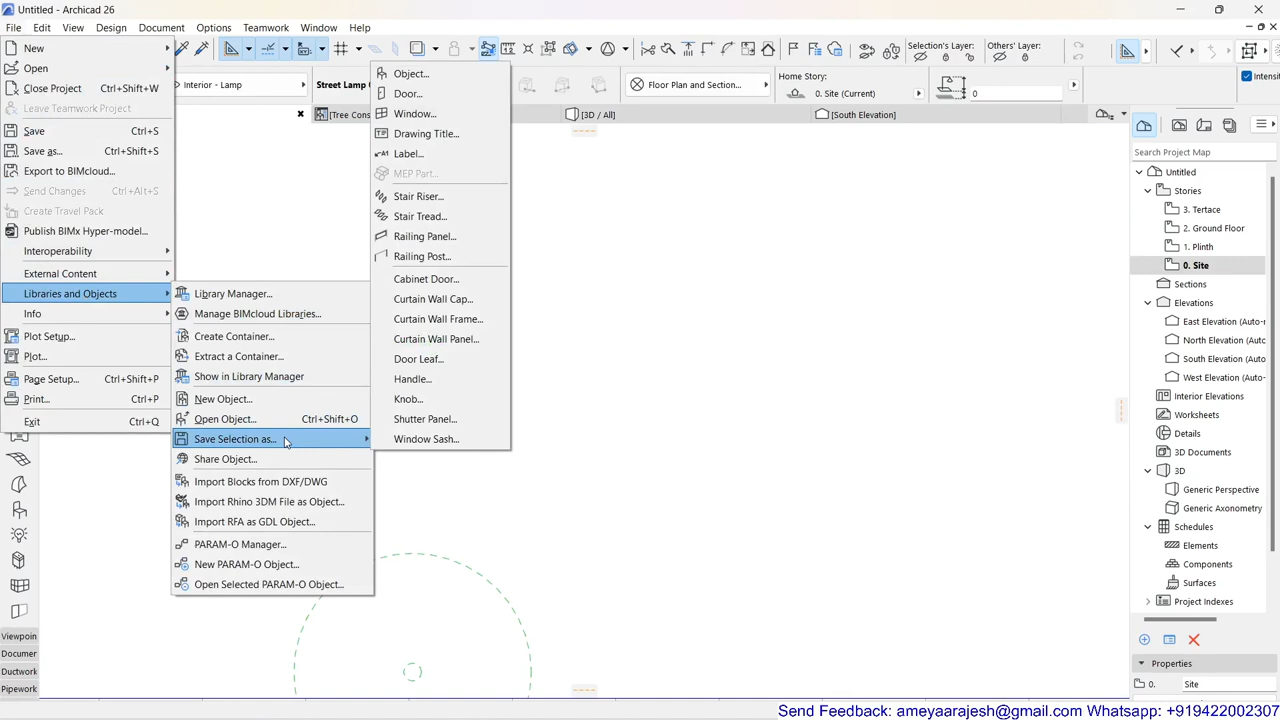 Untitled - Archicad 26
File Edit View Design Document Options Teamwork Window Help
New
Open
Close Project Ctrl+Shift+W
Leave Teamwork Project
Save Ctrl+S
Save as... Ctrl+Shift+S
Export to BIMcloud...
Send Changes Ctrl+Alt+S
Create Travel Pack
Publish BIMx Hyper-model...
Interoperability
External Content
Libraries and Objects
Info
Plot Setup...
Plot...
Page Setup... Ctrl+Shift+P
Print... Ctrl+P
Exit Ctrl+Q
Viewpoin
Documer
Ductwork
Pipework
Library Manager...
Manage BIMcloud Libraries...
Create Container...
Extract a Container...
Show in Library Manager
New Object...
Open Object... Ctrl+Shift+O
Save Selection as...
Share Object...
Import Blocks from DXF/DWG
Import Rhino 3DM File as Object...
Import RFA as GDL Object...
PARAM-O Manager...
New PARAM-O Object...
Open Selected PARAM-O Object...
Object...
Door...
Window...
Drawing Title...
Label...
MEP Part...
Stair Riser...
Stair Tread...
Railing Panel...
Railing Post...
Cabinet Door...
Curtain Wall Cap...
Curtain Wall Frame...
Curtain Wall Panel...
Door Leaf...
Handle...
Knob...
Shutter Panel...
Window Sash...
Interior - Lamp
Street Lamp
[Tree Cons
Floor Plan and Section...
Selection's Layer:
Others' Layer:
Home Story:
0. Site (Current)
0
Intensit
[3D / All]
[South Elevation]
Search Project Map
Untitled
Stories
3. Tertace
2. Ground Floor
1. Plinth
0. Site
Sections
Elevations
East Elevation (Auto-
North Elevation (Auto
South Elevation (Auto
West Elevation (Auto-
Interior Elevations
Worksheets
Details
3D Documents
3D
Generic Perspective
Generic Axonometry
Schedules
Elements
Components
Surfaces
Project Indexes
Properties
0. Site
Send Feedback: ameyaarajesh@gmail.com Whatsapp: +919422002307